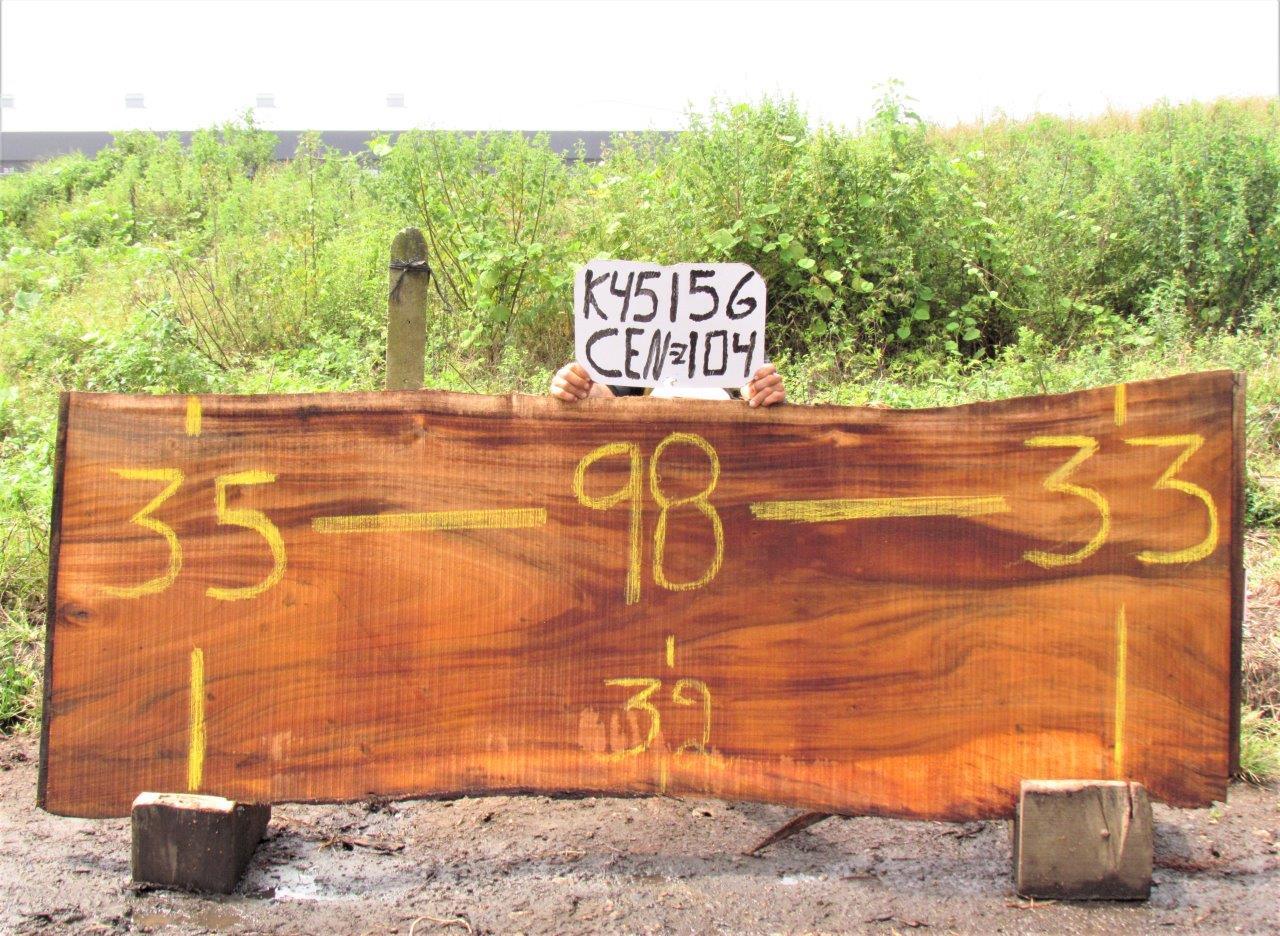 K45156
CEN=104
35 — 98 — 33
39